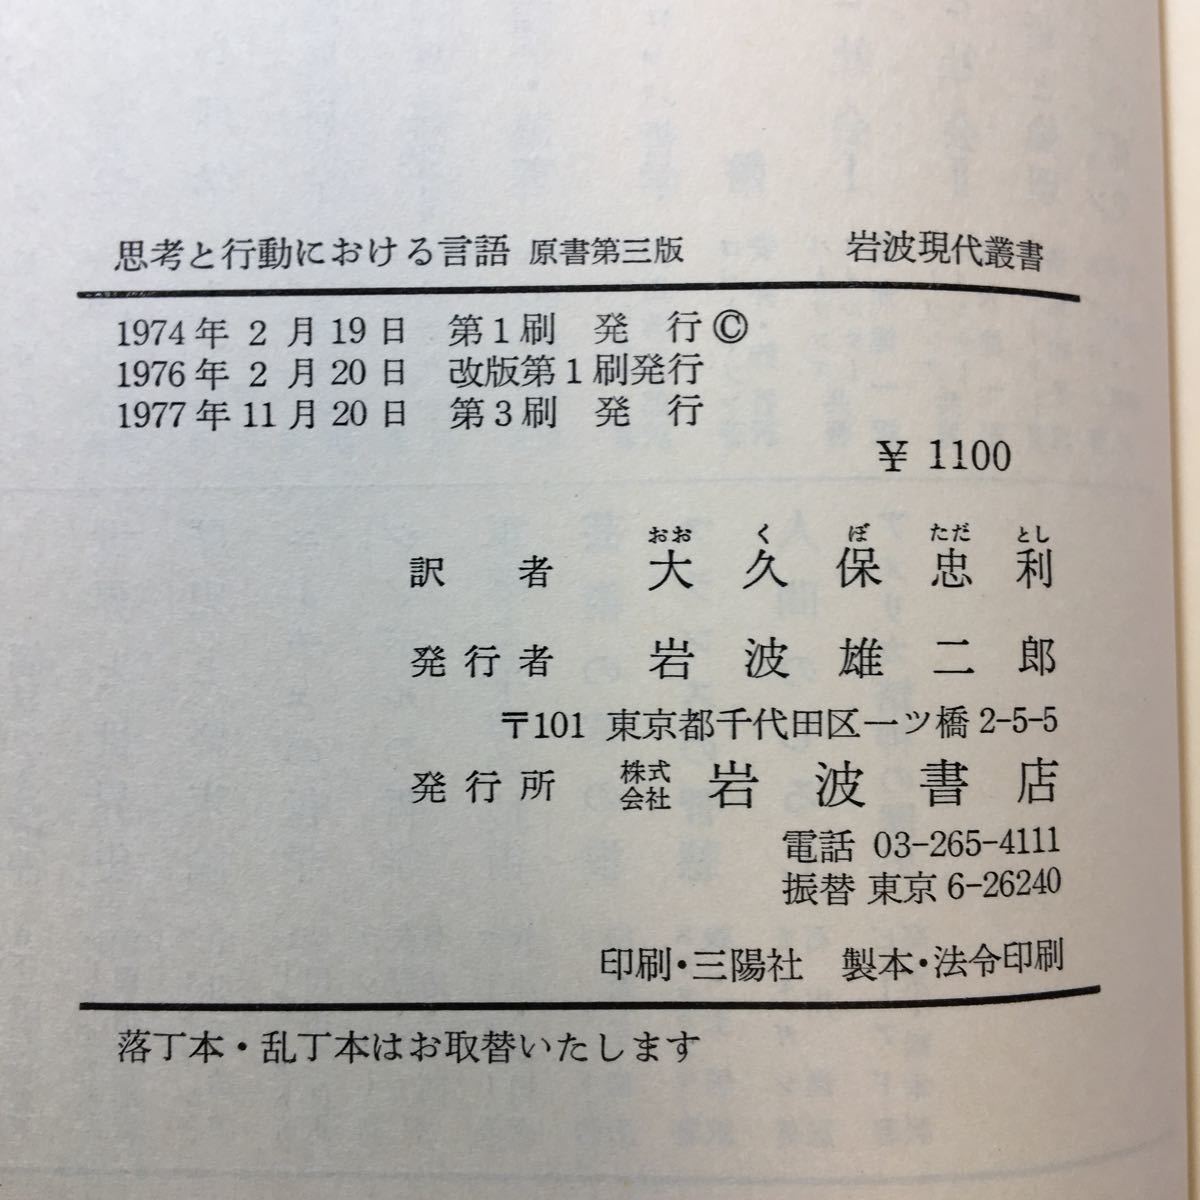 思考と行動における言語 原書第三版 岩波現代叢書
1974年2月19日 第1刷 発 行 ©
1976年2月20日 改版第1刷発行
1977年11月20日 第3刷 発 行
¥ 1100
おお く ぼ ただ とし
訳 者 大久保忠利
発行者 岩波雄二郎
〒101 東京都千代田区一ツ橋2-5-5
発行所 株式会社 岩波書店
電話 03-265-4111
振替 東京6-26240
印刷・三陽社 製本・法令印刷
落丁本・乱丁本はお取替いたします